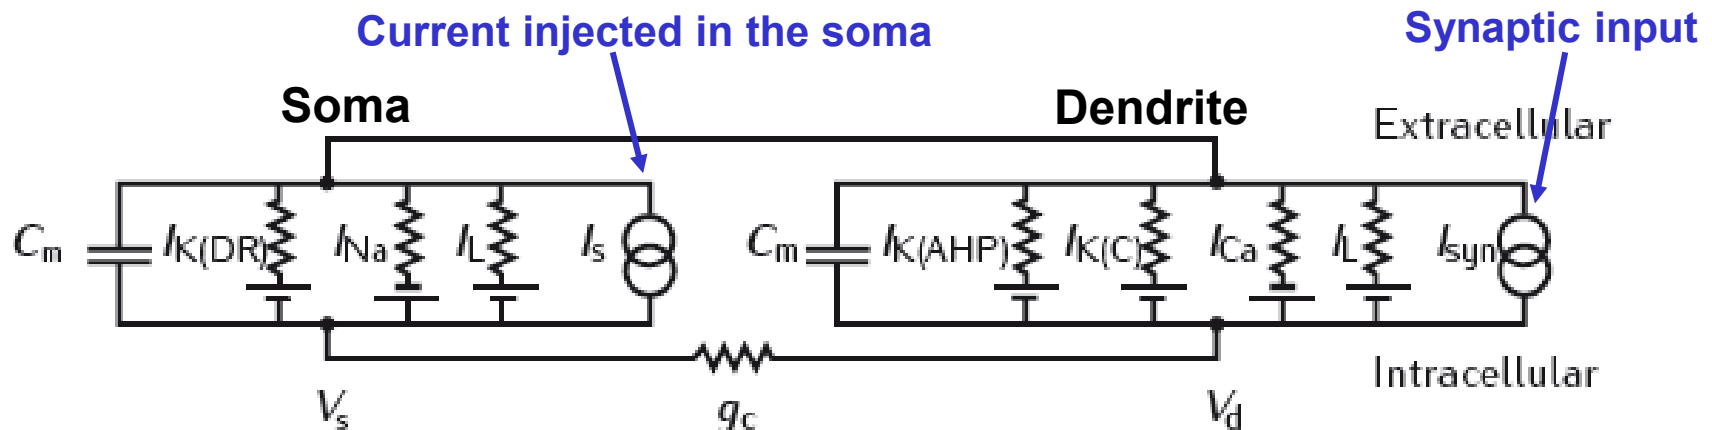 Current injected in the soma
Synaptic input
Soma
Dendrite
Extracellular
Cm IK(DR) INa IL Is Cm IK(AHP) IK(C) ICa IL Isyn
Intracellular
Vs gc Vd